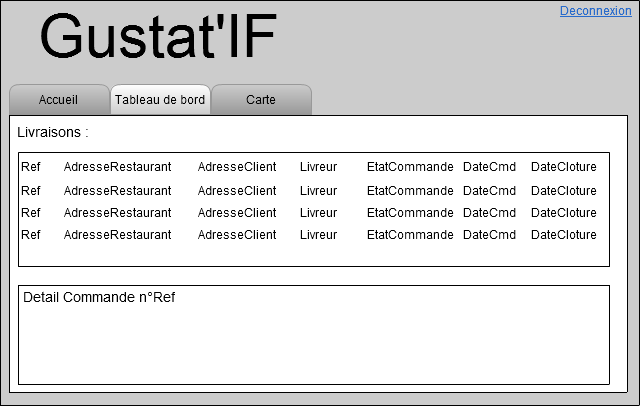 Deconnexion
Gustat'IF
Accueil Tableau de bord Carte
Livraisons :
Ref AdresseRestaurant AdresseClient Livreur EtatCommande DateCmd DateCloture
Ref AdresseRestaurant AdresseClient Livreur EtatCommande DateCmd DateCloture
Ref AdresseRestaurant AdresseClient Livreur EtatCommande DateCmd DateCloture
Ref AdresseRestaurant AdresseClient Livreur EtatCommande DateCmd DateCloture
Detail Commande n°Ref